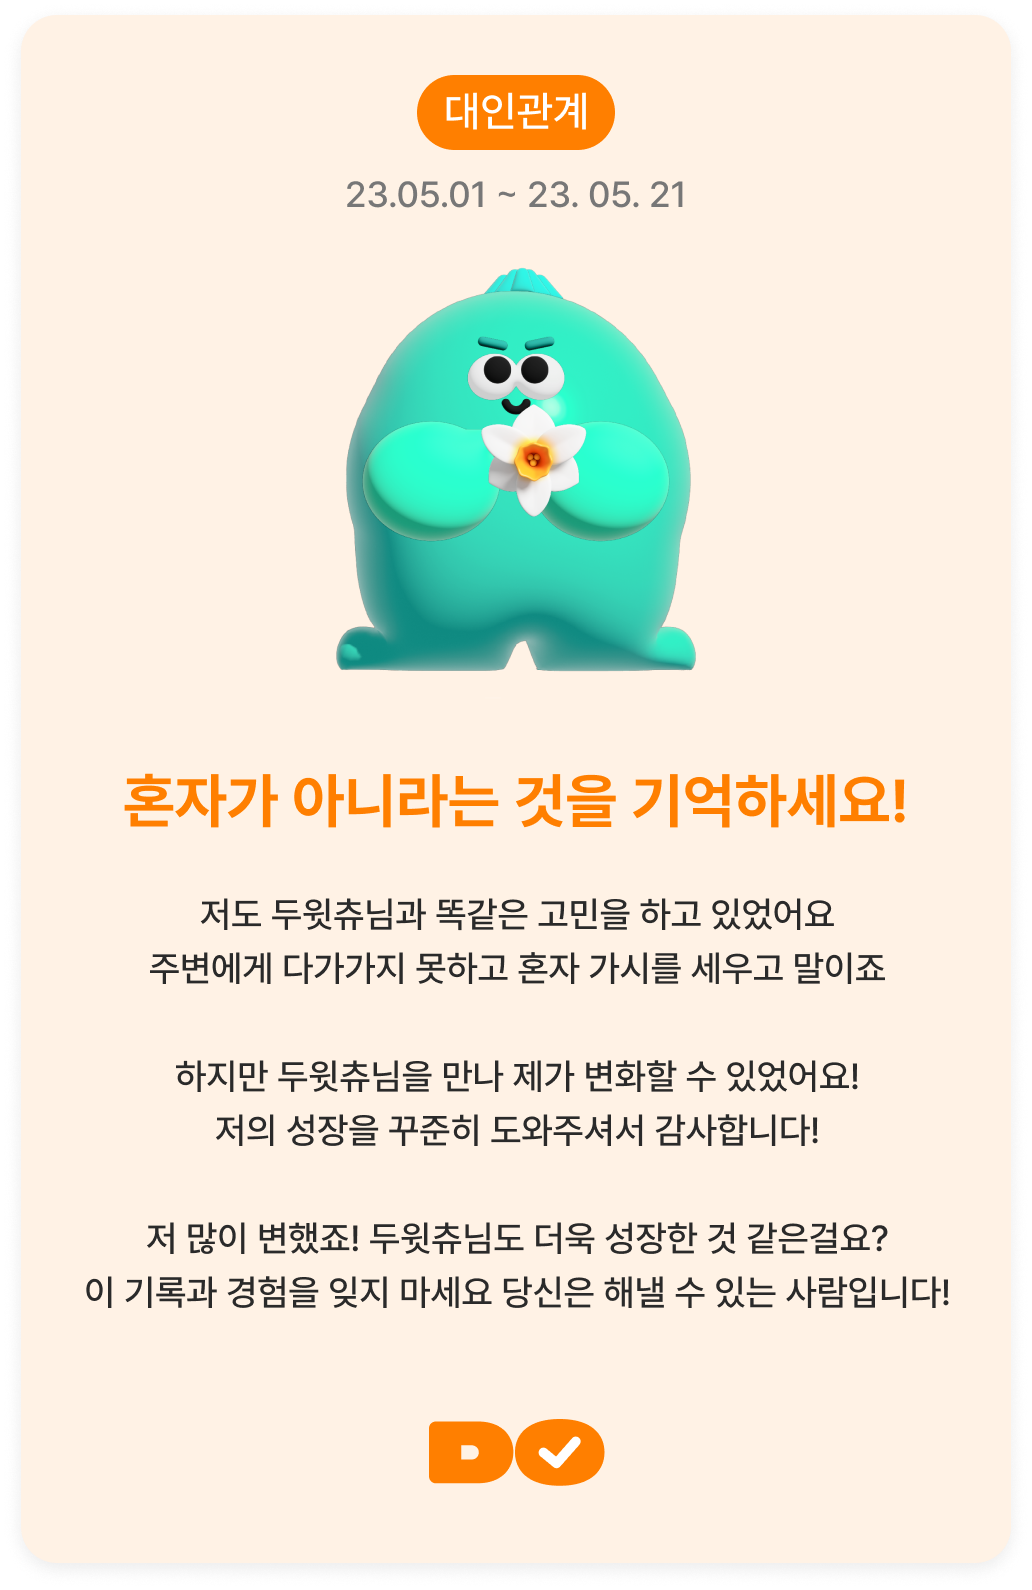 대인관계
23.05.01 ~ 23. 05. 21
혼자가 아니라는 것을 기억하세요!
저도 두윗츄님과 똑같은 고민을 하고 있었어요
주변에게 다가가지 못하고 혼자 가시를 세우고 말이죠
하지만 두윗츄님을 만나 제가 변화할 수 있었어요!
저의 성장을 꾸준히 도와주셔서 감사합니다!
저 많이 변했죠! 두윗츄님도 더욱 성장한 것 같은걸요?
이 기록과 경험을 잊지 마세요 당신은 해낼 수 있는 사람입니다!
DO